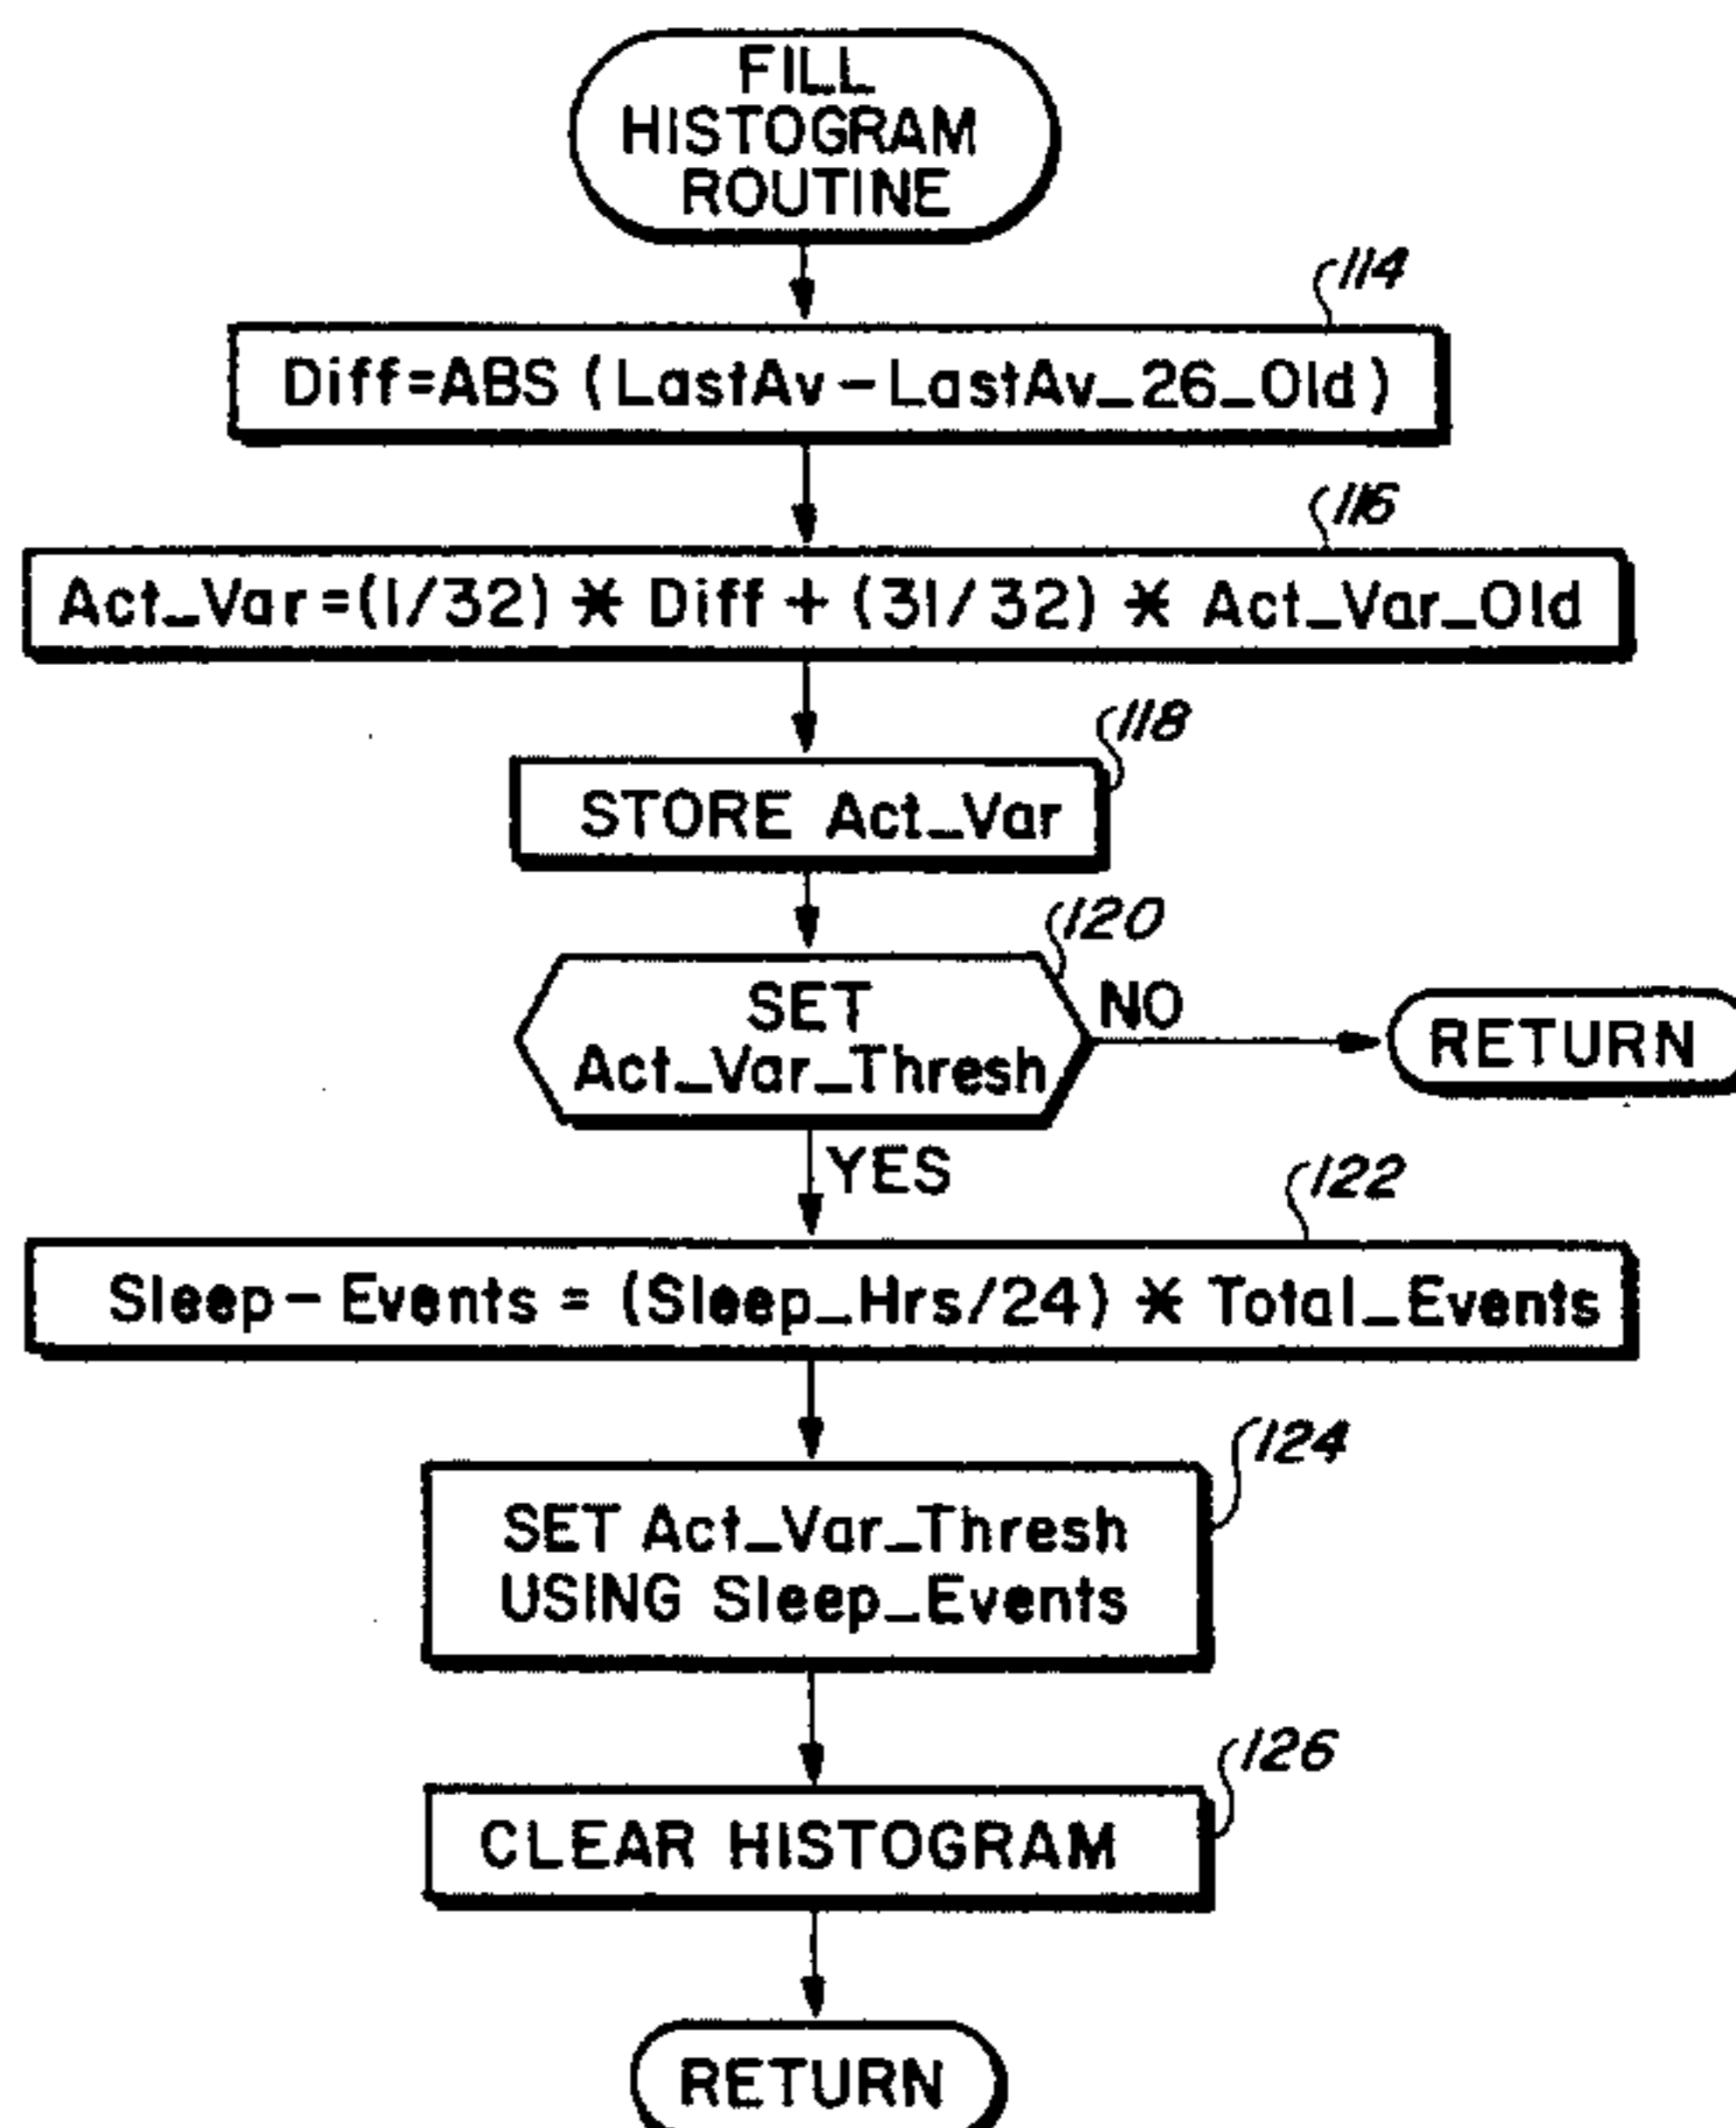 FILL
HISTOGRAM
ROUTINE
114
Diff=ABS (LastAv-LastAv_26_Old)
116
Act_Var=(1/32) * Diff + (31/32) * Act_Var_Old
118
STORE Act_Var
120
SET
Act_Var_Thresh
NO
RETURN
YES
122
Sleep-Events = (Sleep_Hrs/24) * Total_Events
124
SET Act_Var_Thresh
USING Sleep_Events
126
CLEAR HISTOGRAM
RETURN